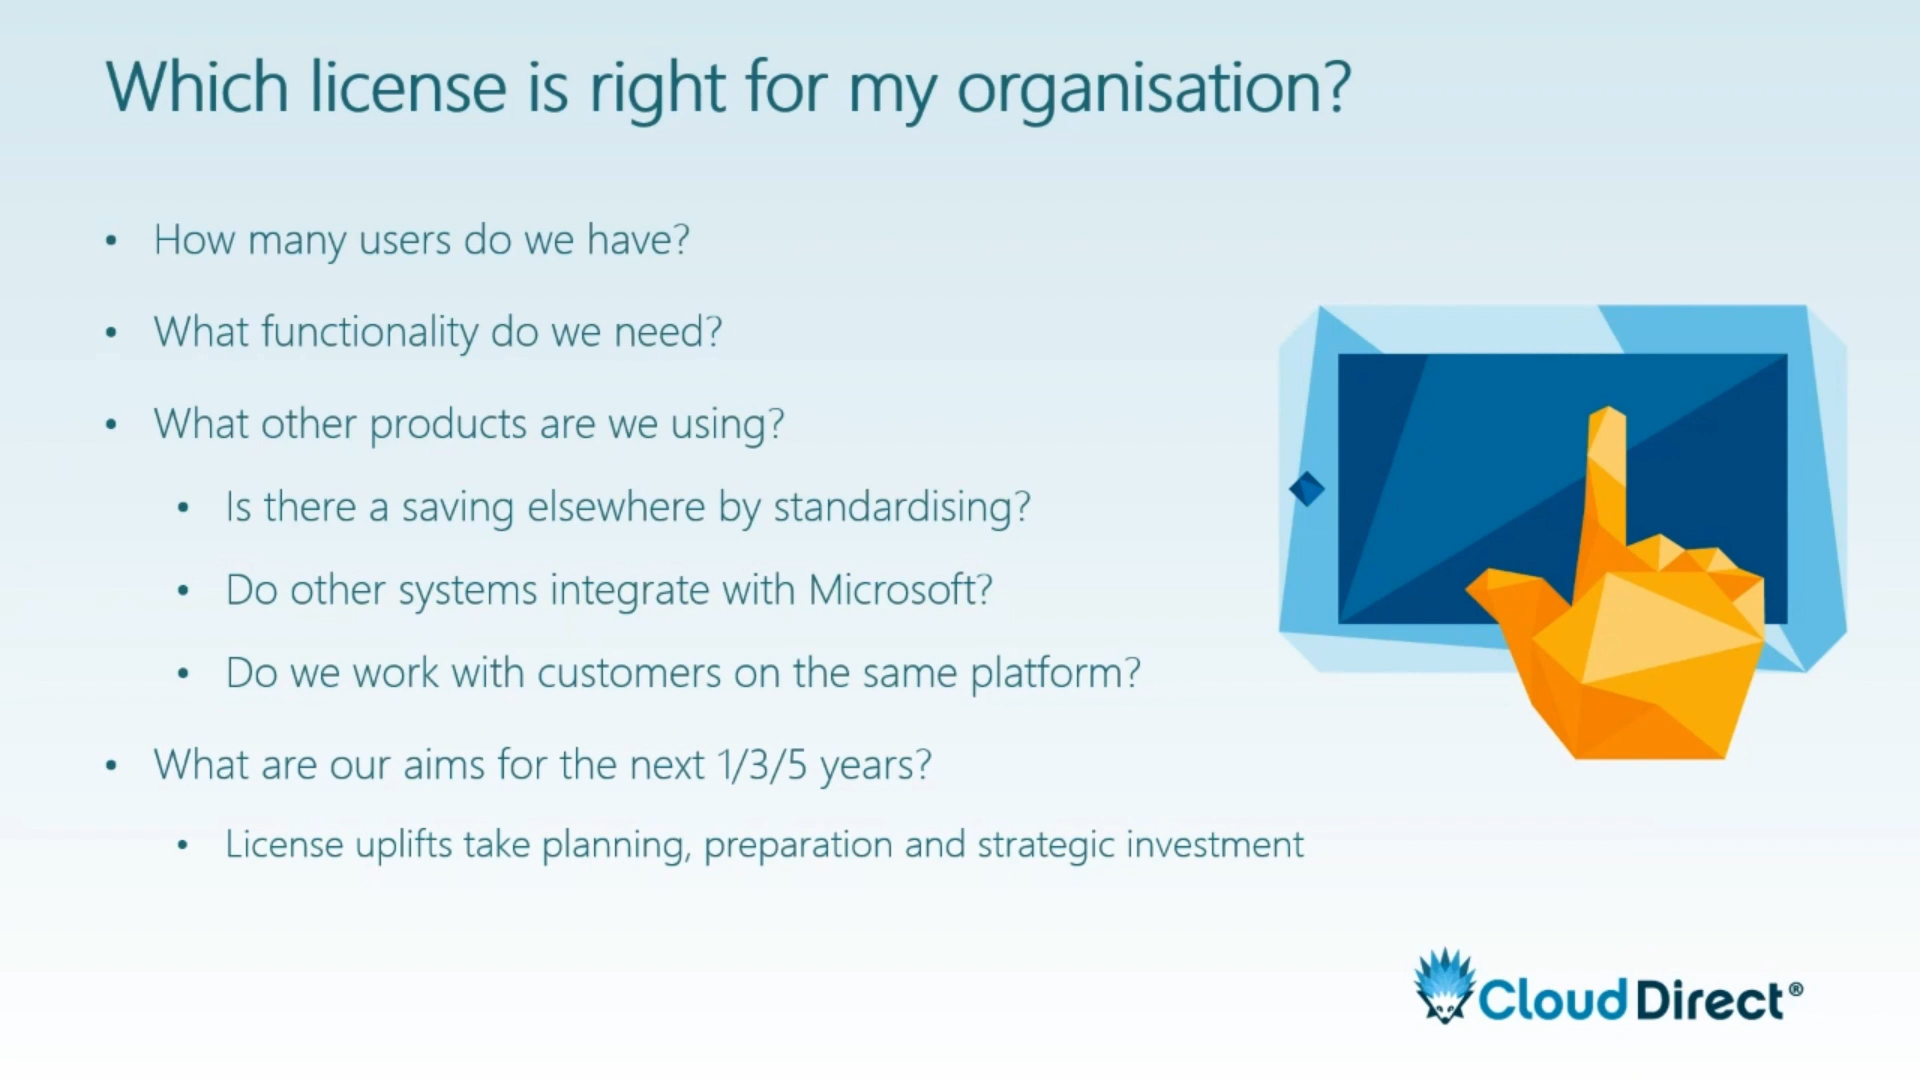 Which license is right for my organisation?
• How many users do we have?
• What functionality do we need?
• What other products are we using?
• Is there a saving elsewhere by standardising?
• Do other systems integrate with Microsoft?
• Do we work with customers on the same platform?
• What are our aims for the next 1/3/5 years?
• License uplifts take planning, preparation and strategic investment
CloudDirect®